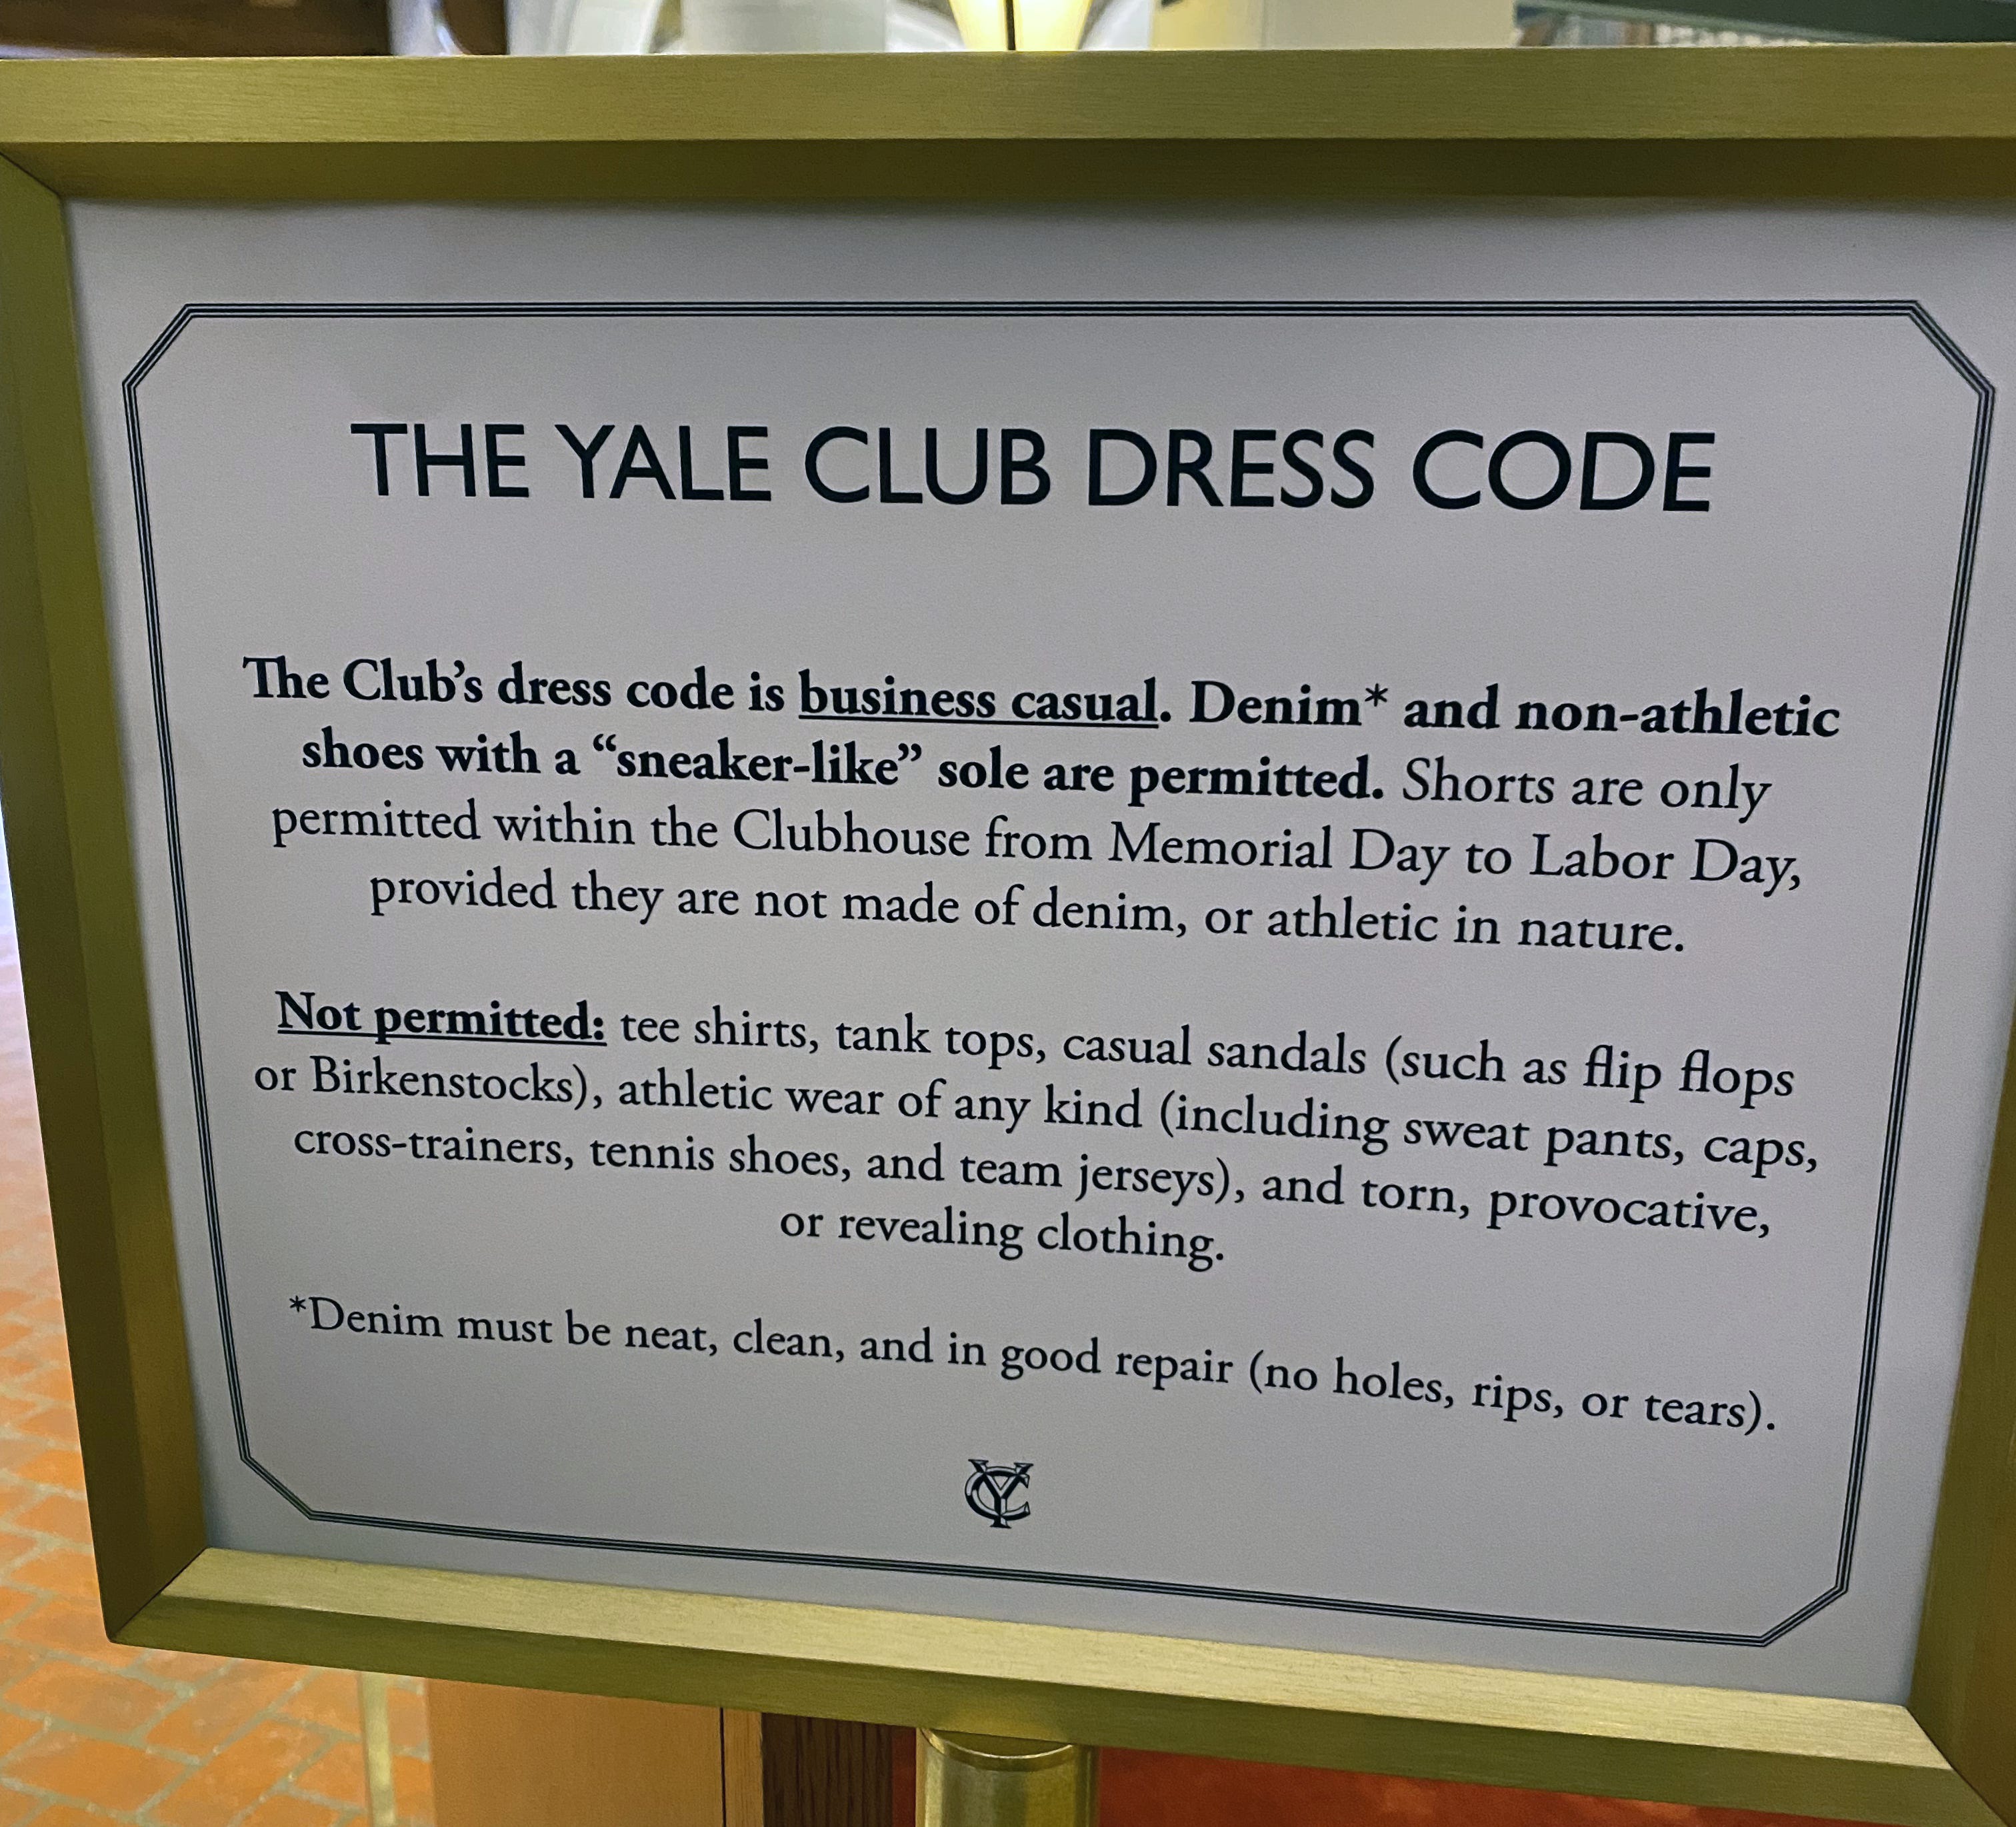 THE YALE CLUB DRESS CODE
The Club’s dress code is business casual. Denim* and non-athletic
shoes with a “sneaker-like” sole are permitted. Shorts are only
permitted within the Clubhouse from Memorial Day to Labor Day,
provided they are not made of denim, or athletic in nature.
Not permitted: tee shirts, tank tops, casual sandals (such as flip flops
or Birkenstocks), athletic wear of any kind (including sweat pants, caps,
cross-trainers, tennis shoes, and team jerseys), and torn, provocative,
or revealing clothing.
*Denim must be neat, clean, and in good repair (no holes, rips, or tears).
YC